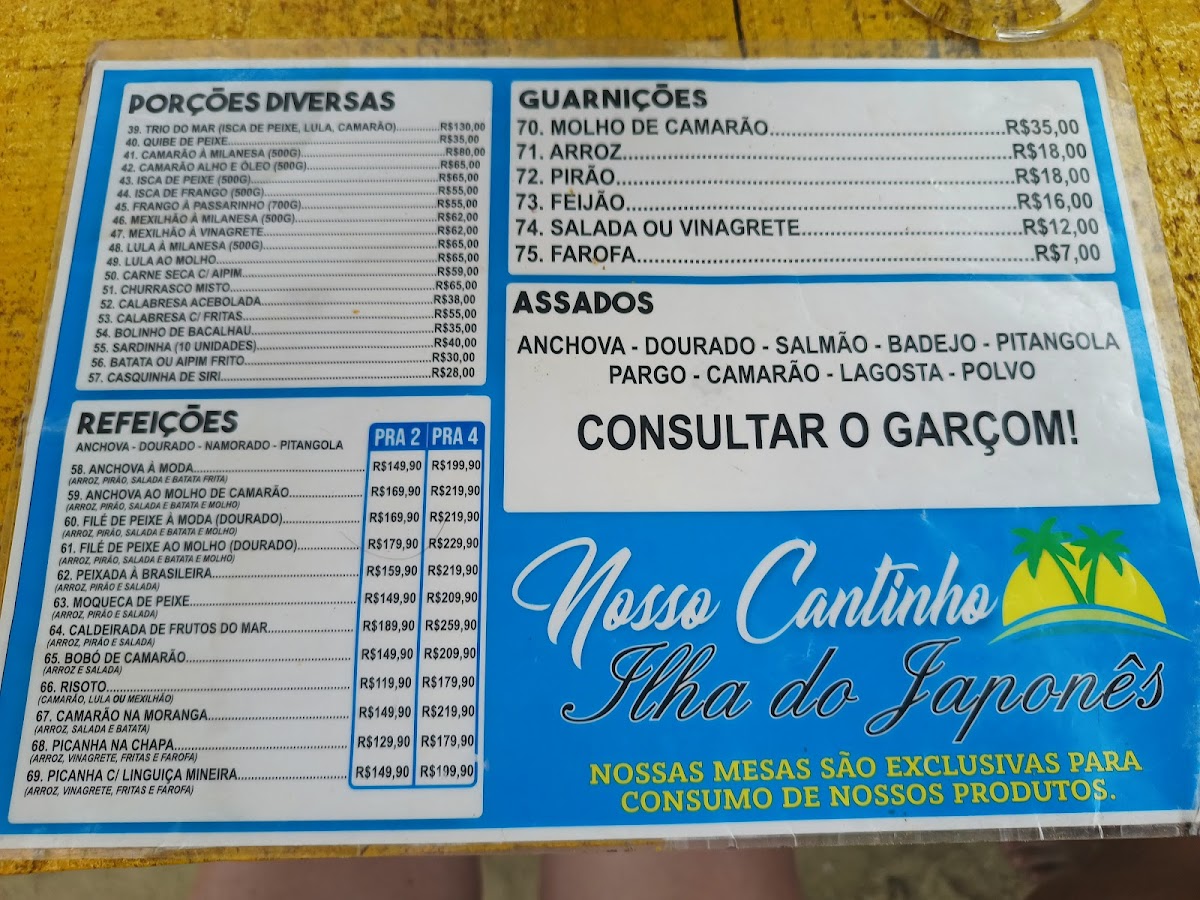 PORÇÕES DIVERSAS
39. TRIO DO MAR (ISCA DE PEIXE, LULA, CAMARÃO)..............R$130,00
40. QUIBE DE PEIXE..............R$35,00
41. CAMARÃO À MILANESA (500G)..............R$80,00
42. CAMARÃO ALHO E ÓLEO (500G)..............R$65,00
43. ISCA DE PEIXE (500G)..............R$65,00
44. ISCA DE FRANGO (500G)..............R$55,00
45. FRANGO À PASSARINHO (700G)..............R$55,00
46. MEXILHÃO À MILANESA (500G)..............R$62,00
47. MEXILHÃO À VINAGRETE..............R$62,00
48. LULA À MILANESA (500G)..............R$65,00
49. LULA AO MOLHO..............R$65,00
50. CARNE SECA C/ AIPIM..............R$59,00
51. CHURRASCO MISTO..............R$65,00
52. CALABRESA ACEBOLADA..............R$38,00
53. CALABRESA C/ FRITAS..............R$55,00
54. BOLINHO DE BACALHAU..............R$35,00
55. SARDINHA (10 UNIDADES)..............R$40,00
56. BATATA OU AIPIM FRITO..............R$30,00
57. CASQUINHA DE SIRI..............R$28,00
REFEIÇÕES
ANCHOVA - DOURADO - NAMORADO - PITANGOLA
PRA 2 PRA 4
58. ANCHOVA À MODA..............R$149,90 R$199,90
(ARROZ, PIRÃO, SALADA E BATATA FRITA)
59. ANCHOVA AO MOLHO DE CAMARÃO..............R$169,90 R$219,90
(ARROZ, PIRÃO, SALADA E BATATA E MOLHO)
60. FILÉ DE PEIXE À MODA (DOURADO)..............R$169,90 R$219,90
(ARROZ, PIRÃO, SALADA E BATATA E MOLHO)
61. FILÉ DE PEIXE AO MOLHO (DOURADO)..............R$179,90 R$229,90
(ARROZ, PIRÃO, SALADA E BATATA E MOLHO)
62. PEIXADA À BRASILEIRA..............R$159,90 R$219,90
(ARROZ, PIRÃO E SALADA)
63. MOQUECA DE PEIXE..............R$149,90 R$209,90
(ARROZ, PIRÃO E SALADA)
64. CALDEIRADA DE FRUTOS DO MAR..............R$189,90 R$259,90
(ARROZ, PIRÃO E SALADA)
65. BOBÓ DE CAMARÃO..............R$149,90 R$209,90
(ARROZ E SALADA)
66. RISOTO..............R$119,90 R$179,90
(CAMARÃO, LULA OU MEXILHÃO)
67. CAMARÃO NA MORANGA..............R$149,90 R$219,90
(ARROZ, SALADA E BATATA)
68. PICANHA NA CHAPA..............R$129,90 R$179,90
(ARROZ, VINAGRETE, FRITAS E FAROFA)
69. PICANHA C/ LINGUIÇA MINEIRA..............R$149,90 R$199,90
(ARROZ, VINAGRETE, FRITAS E FAROFA)
GUARNIÇÕES
70. MOLHO DE CAMARÃO..............R$35,00
71. ARROZ..............R$18,00
72. PIRÃO..............R$18,00
73. FEIJÃO..............R$16,00
74. SALADA OU VINAGRETE..............R$12,00
75. FAROFA..............R$7,00
ASSADOS
ANCHOVA - DOURADO - SALMÃO - BADEJO - PITANGOLA
PARGO - CAMARÃO - LAGOSTA - POLVO
CONSULTAR O GARÇOM!
Nosso Cantinho
Ilha do Japonês
NOSSAS MESAS SÃO EXCLUSIVAS PARA
CONSUMO DE NOSSOS PRODUTOS.